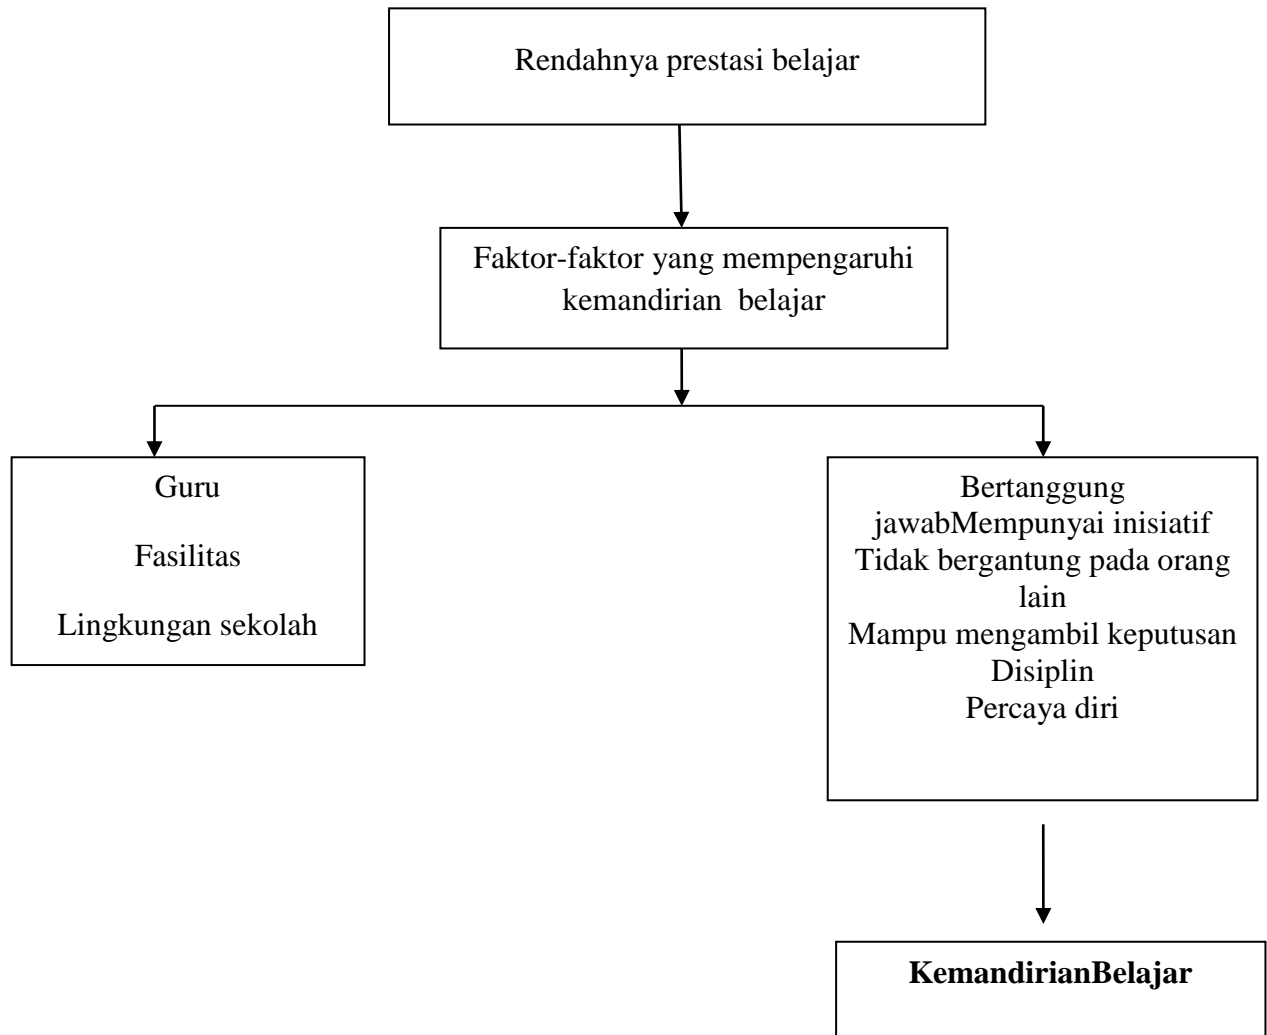 Rendahnya prestasi belajar
Faktor-faktor yang mempengaruhi
kemandirian  belajar
Guru
Fasilitas
Lingkungan sekolah
Bertanggung
jawabMempunyai inisiatif
Tidak bergantung pada orang
lain
Mampu mengambil keputusan
Disiplin
Percaya diri
KemandirianBelajar